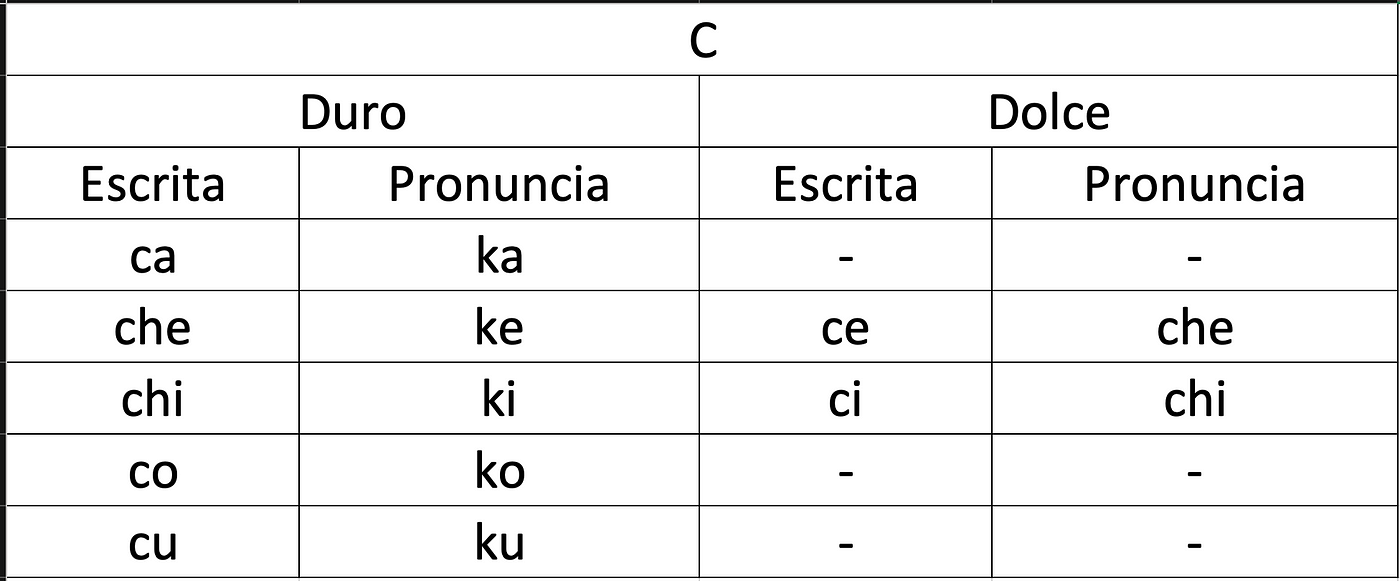 C
Duro Dolce
Escrita Pronuncia Escrita Pronuncia
ca ka - -
che ke ce che
chi ki ci chi
co ko - -
cu ku - -